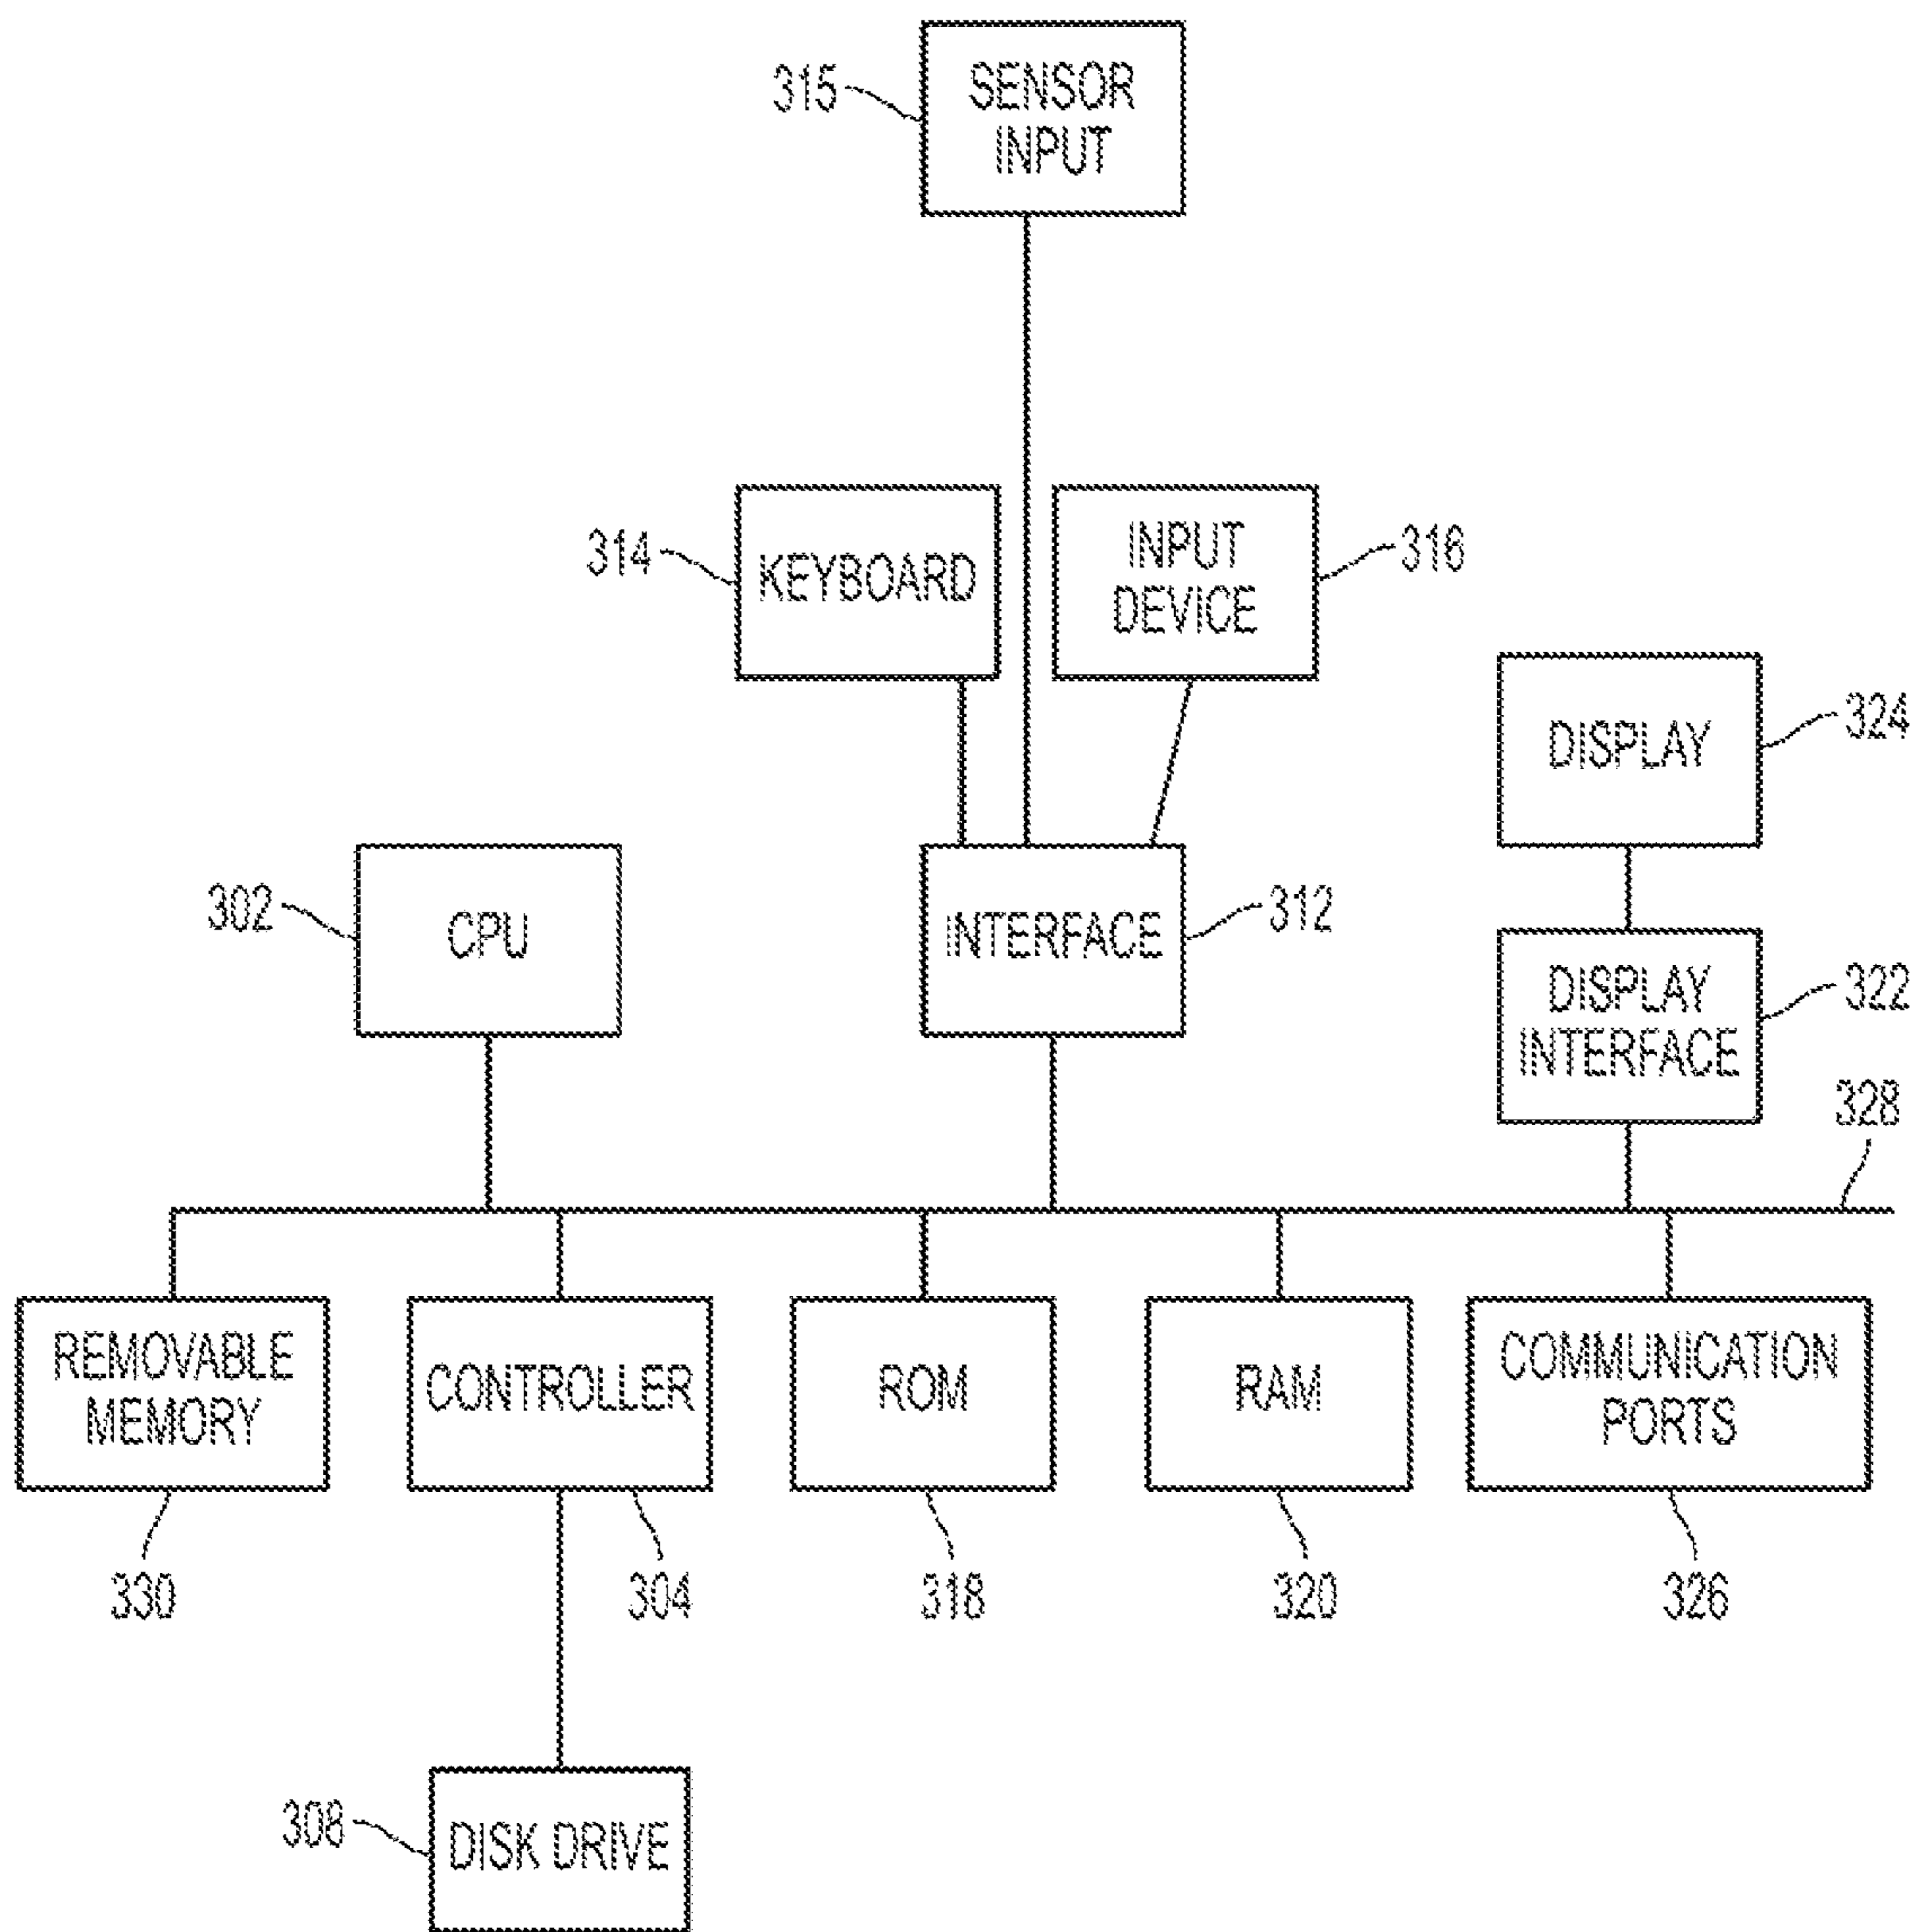 315
SENSOR
INPUT
314
KEYBOARD
INPUT
DEVICE
316
DISPLAY
324
302
CPU
INTERFACE
312
DISPLAY
INTERFACE
322
328
REMOVABLE
MEMORY
CONTROLLER
ROM
RAM
COMMUNICATION
PORTS
330
304
318
320
326
308
DISK DRIVE